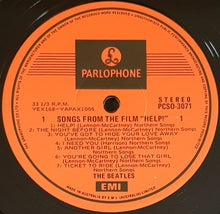 PARLOPHONE
33 1/3 R.P.M.
YEX168-YAPAX1005
STEREO
PCSO-3071
1 SONGS FROM THE FILM "HELP!"
1. HELP! (Lennon-McCartney) Northern Songs
2. THE NIGHT BEFORE (Lennon-McCartney) Northern Songs
3. YOU'VE GOT TO HIDE YOUR LOVE AWAY
(Lennon-McCartney) Northern Songs
4. I NEED YOU (Harrison) Northern Songs
5. ANOTHER GIRL (Lennon-McCartney)
Northern Songs
6. YOU'RE GOING TO LOSE THAT GIRL
(Lennon-McCartney) Northern Songs
7. TICKET TO RIDE (Lennon-McCartney)
Northern Songs
THE BEATLES
EMI